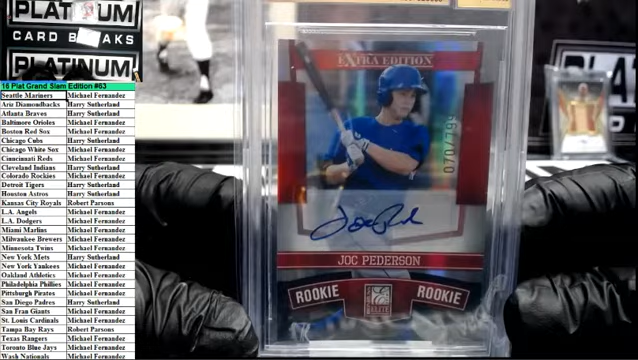 PLATINUM
CARD B AKS
PLATINUM
16 Plat Grand Slam Edition #63
Seattle Mariners Michael Fernandez
Ariz Diamondbacks Harry Sutherland
Atlanta Braves Harry Sutherland
Baltimore Orioles Michael Fernandez
Boston Red Sox Michael Fernandez
Chicago Cubs Harry Sutherland
Chicago White Sox Michael Fernandez
Cinncinati Reds Michael Fernandez
Cleveland Indians Harry Sutherland
Colorado Rockies Michael Fernandez
Detroit Tigers Harry Sutherland
Houston Astros Harry Sutherland
Kansas City Royals Robert Parsons
L.A. Angels Michael Fernandez
L.A. Dodgers Michael Fernandez
Miami Marlins Michael Fernandez
Milwaukee Brewers Michael Fernandez
Minnesota Twins Michael Fernandez
New York Mets Harry Sutherland
New York Yankees Michael Fernandez
Oakland Athletics Michael Fernandez
Philadelphia Phillies Michael Fernandez
Pittsburgh Pirates Michael Fernandez
San Diego Padres Harry Sutherland
San Fran Giants Michael Fernandez
St. Louis Cardinals Michael Fernandez
Tampa Bay Rays Robert Parsons
Texas Rangers Michael Fernandez
Toronto Blue Jays Michael Fernandez
Wash Nationals Michael Fernandez
EXTRA EDITION
070/799
JOC PEDERSON
ROOKIE ELITE ROOKIE